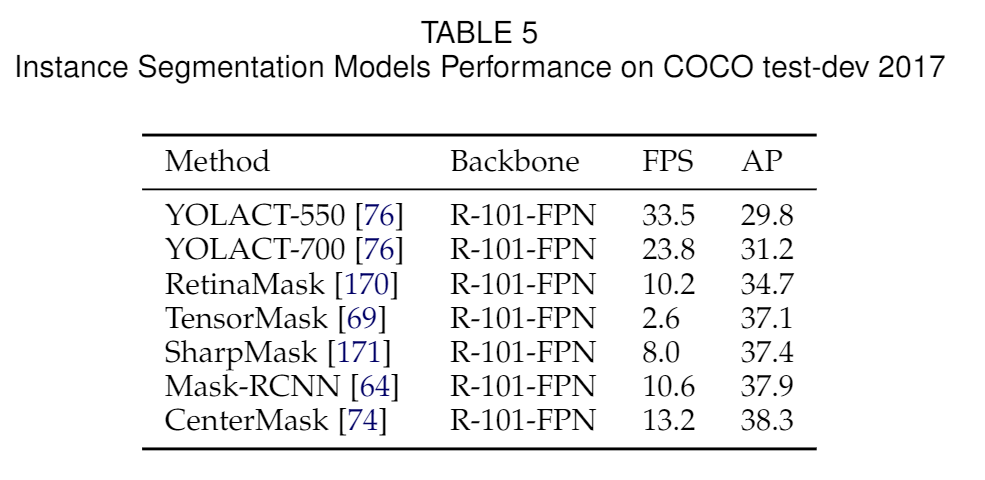 TABLE 5
Instance Segmentation Models Performance on COCO test-dev 2017
Method Backbone FPS AP
YOLACT-550 [76] R-101-FPN 33.5 29.8
YOLACT-700 [76] R-101-FPN 23.8 31.2
RetinaMask [170] R-101-FPN 10.2 34.7
TensorMask [69] R-101-FPN 2.6 37.1
SharpMask [171] R-101-FPN 8.0 37.4
Mask-RCNN [64] R-101-FPN 10.6 37.9
CenterMask [74] R-101-FPN 13.2 38.3